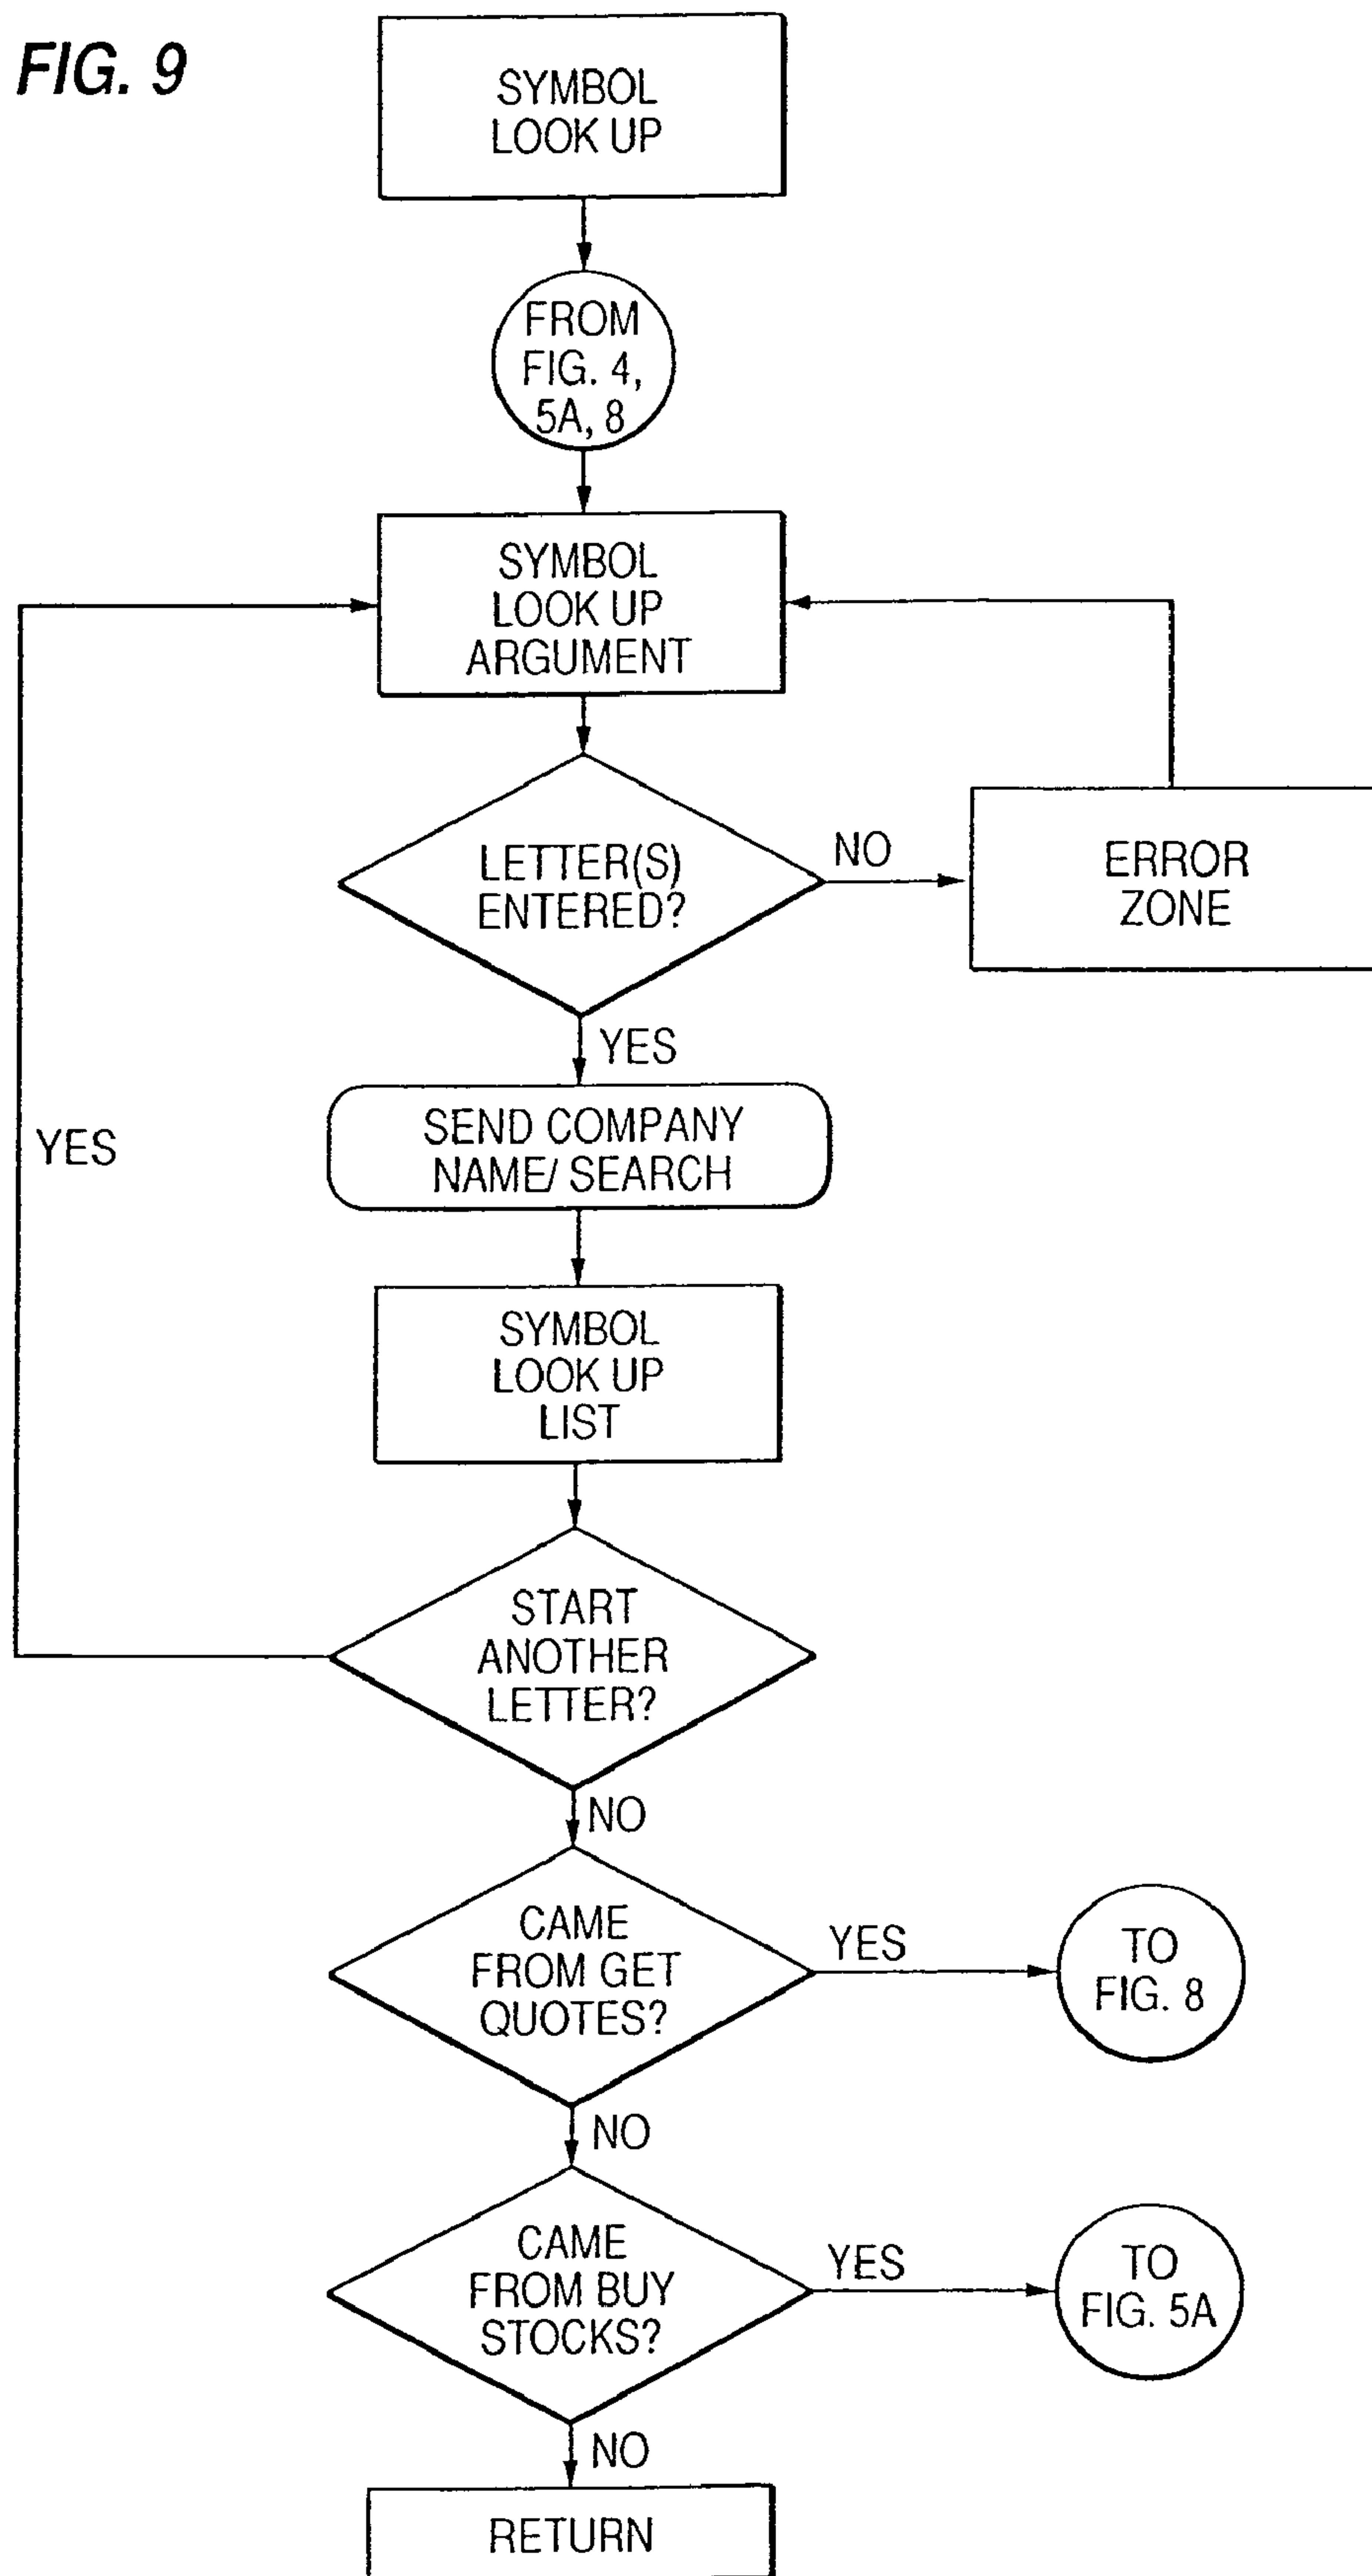 FIG. 9
SYMBOL
LOOK UP
FROM
FIG. 4,
5A, 8
SYMBOL
LOOK UP
ARGUMENT
LETTER(S)
ENTERED?
NO
ERROR
ZONE
YES
SEND COMPANY
NAME/ SEARCH
YES
SYMBOL
LOOK UP
LIST
START
ANOTHER
LETTER?
NO
CAME
FROM GET
QUOTES?
YES
TO
FIG. 8
NO
CAME
FROM BUY
STOCKS?
YES
TO
FIG. 5A
NO
RETURN